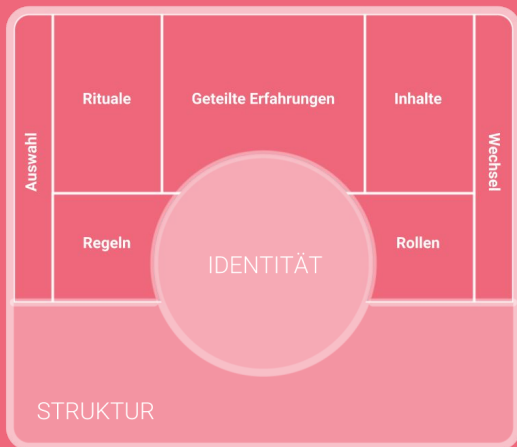 Auswahl
Rituale
Geteilte Erfahrungen
Inhalte
Wechsel
Regeln
IDENTITÄT
Rollen
STRUKTUR